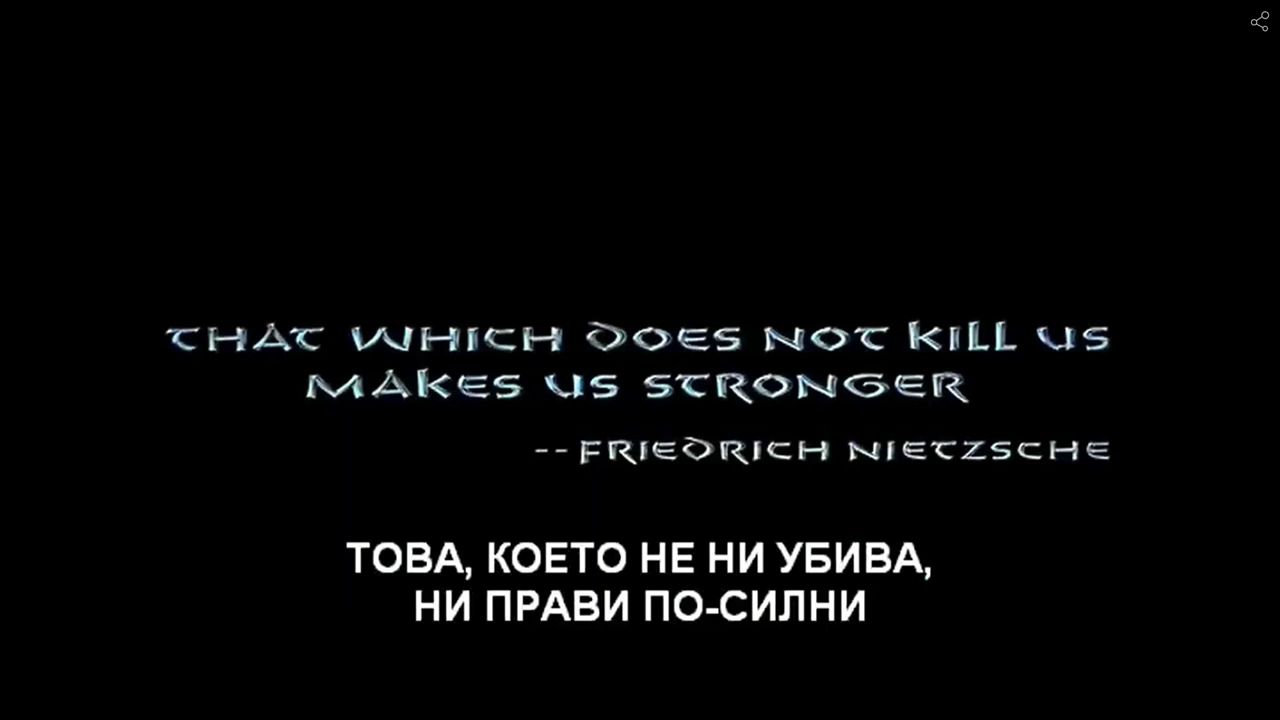 THAT WHICH DOES NOT KILL US
MAKES US STRONGER
--FRIEDRICH NIETZSCHE
ТОВА, КОЕТО НЕ НИ УБИВА,
НИ ПРАВИ ПО-СИЛНИ